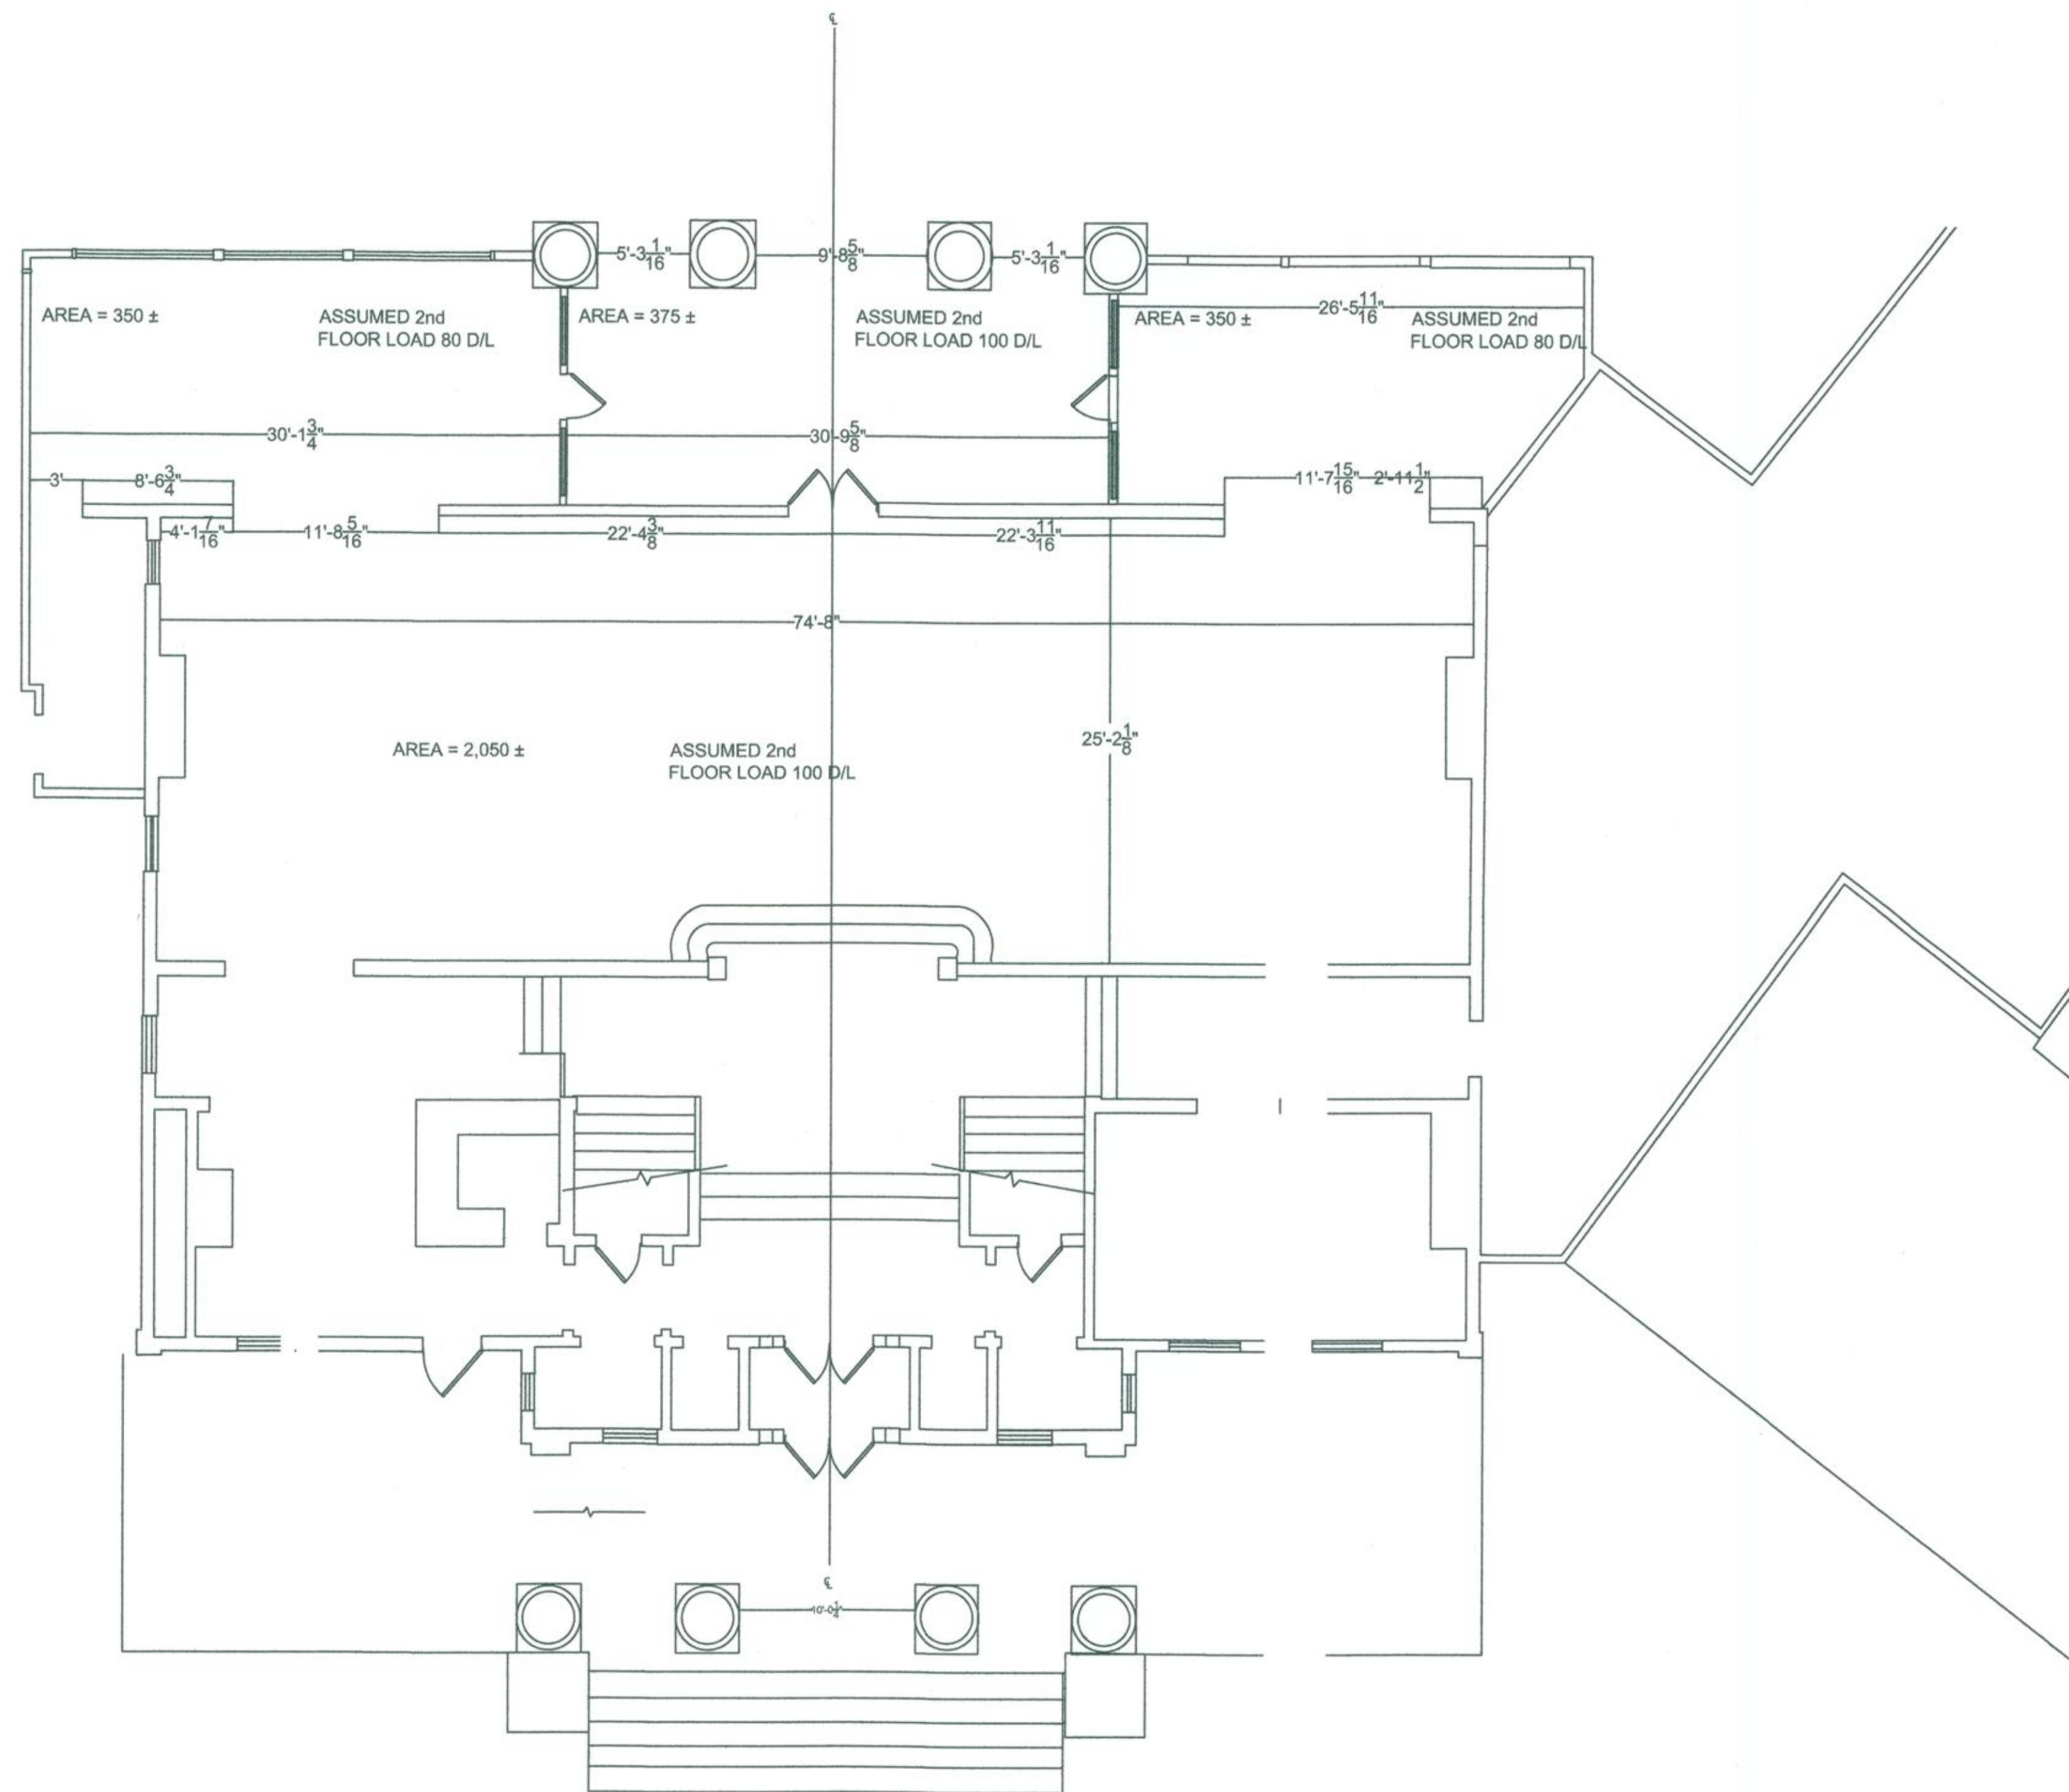 ℄
5'-3 1/16"
9'-8 5/8"
5'-3 1/16"
26'-5 11/16"
AREA = 350 ±
ASSUMED 2nd
FLOOR LOAD 80 D/L
AREA = 375 ±
ASSUMED 2nd
FLOOR LOAD 100 D/L
AREA = 350 ±
ASSUMED 2nd
FLOOR LOAD 80 D/L
30'-1 3/4"
30'-9 5/8"
3'
8'-6 3/4"
11'-7 15/16"
2'-11 1/2"
4'-1 7/16"
11'-8 5/16"
22'-4 3/8"
22'-3 11/16"
74'-8"
25'-2 1/8"
AREA = 2,050 ±
ASSUMED 2nd
FLOOR LOAD 100 D/L
℄
10'-0 1/4"